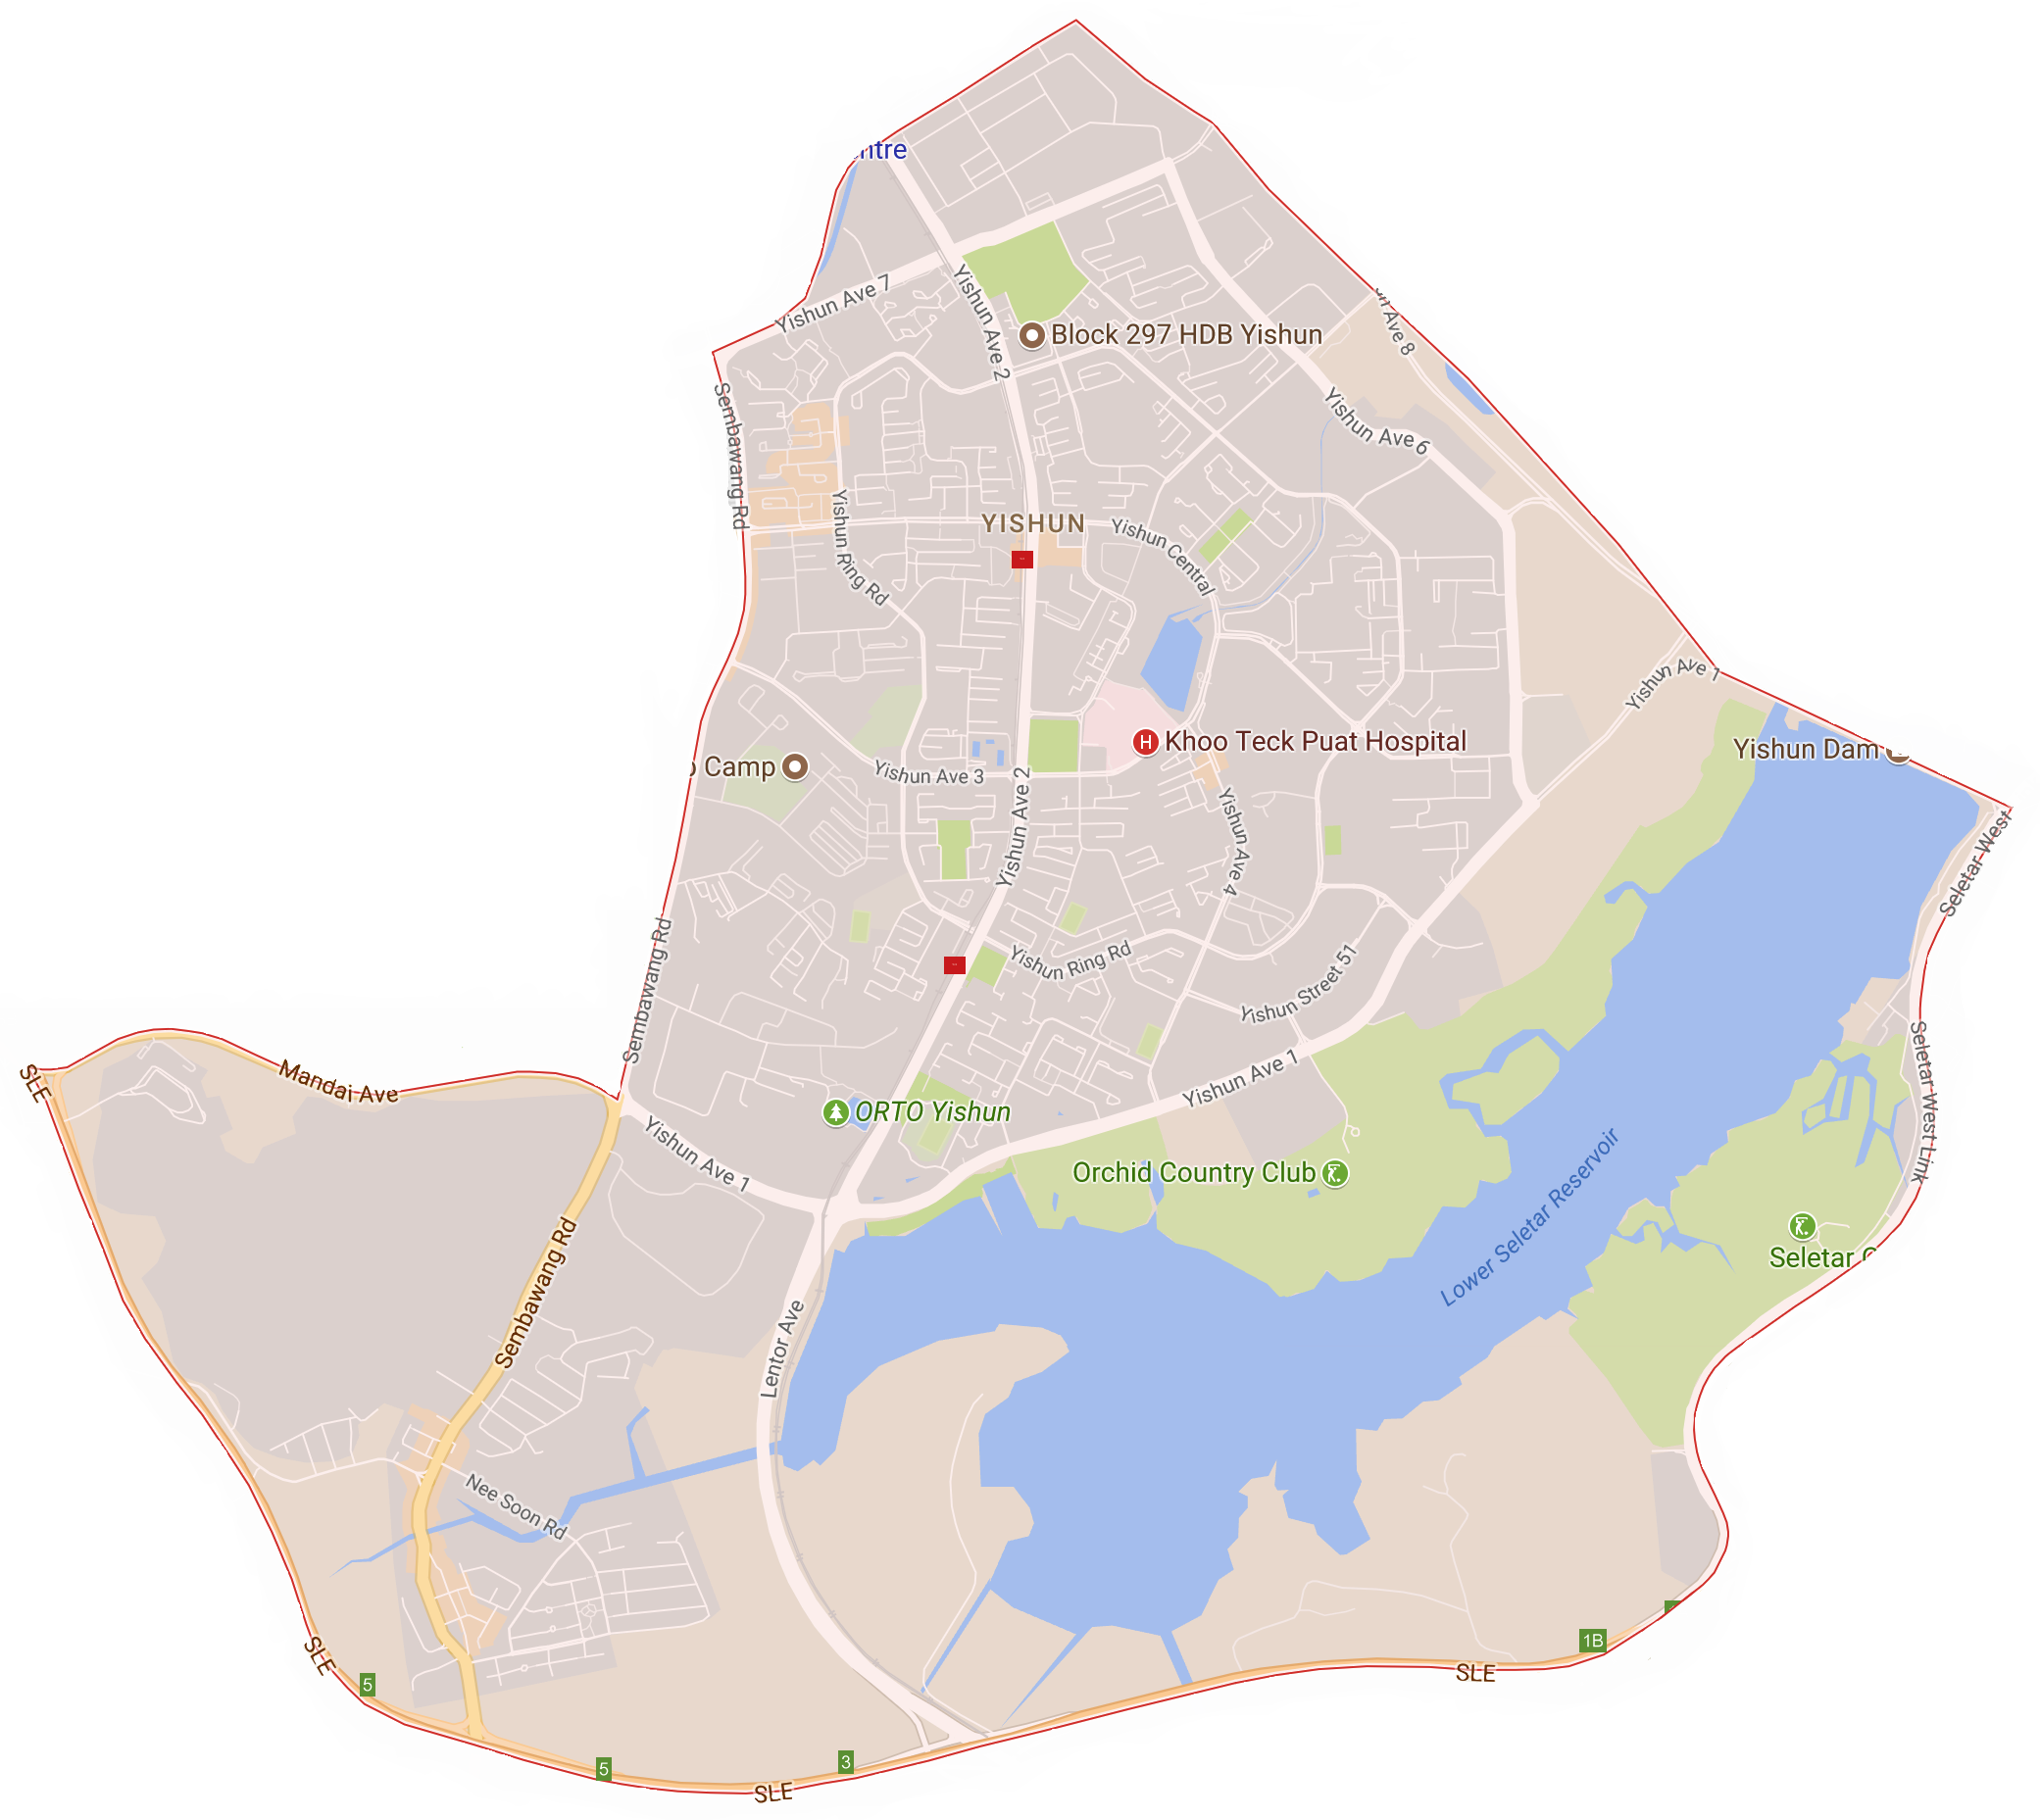 ntre
Yishun Ave 7
Yishun Ave 2
Block 297 HDB Yishun
Ave 8
Sembawang Rd
Yishun Ave 6
Yishun Ring Rd
YISHUN
Yishun Central
Yishun Ave 1
Khoo Teck Puat Hospital
H
Yishun Dam
Camp
Yishun Ave 3
Yishun Ave 2
Yishun Ave 4
Seletar West
Sembawang Rd
Yishun Ring Rd
Yishun Street 51
SLE
Mandai Ave
Seletar West Link
Yishun Ave 1
ORTO Yishun
Yishun Ave 1
Orchid Country Club
Lower Seletar Reservoir
Sembawang Rd
Seletar
Lentor Ave
Nee Soon Rd
SLE
1B
SLE
5
5
3
SLE